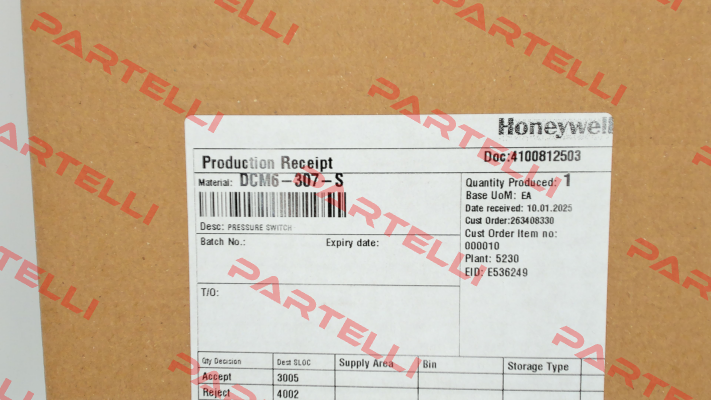 Honeywell
Production Receipt
Doc:4100812503
Material: DCM6-307-S
Desc: PRESSURE SWITCH
Quantity Produced: 1
Base UoM: EA
Date received: 10.01.2025
Cust Order:263408330
Cust Order Item no:
000010
Plant: 5230
EID: E536249
Batch No.: Expiry date:
T/O:
Qty Decision Dest SLOC Supply Area Bin Storage Type
Accept 3005
Reject 4002
PARTELLI
PARTELLI
PARTELLI
PARTELLI
PARTELLI
PARTELLI
PARTELLI
PARTELLI